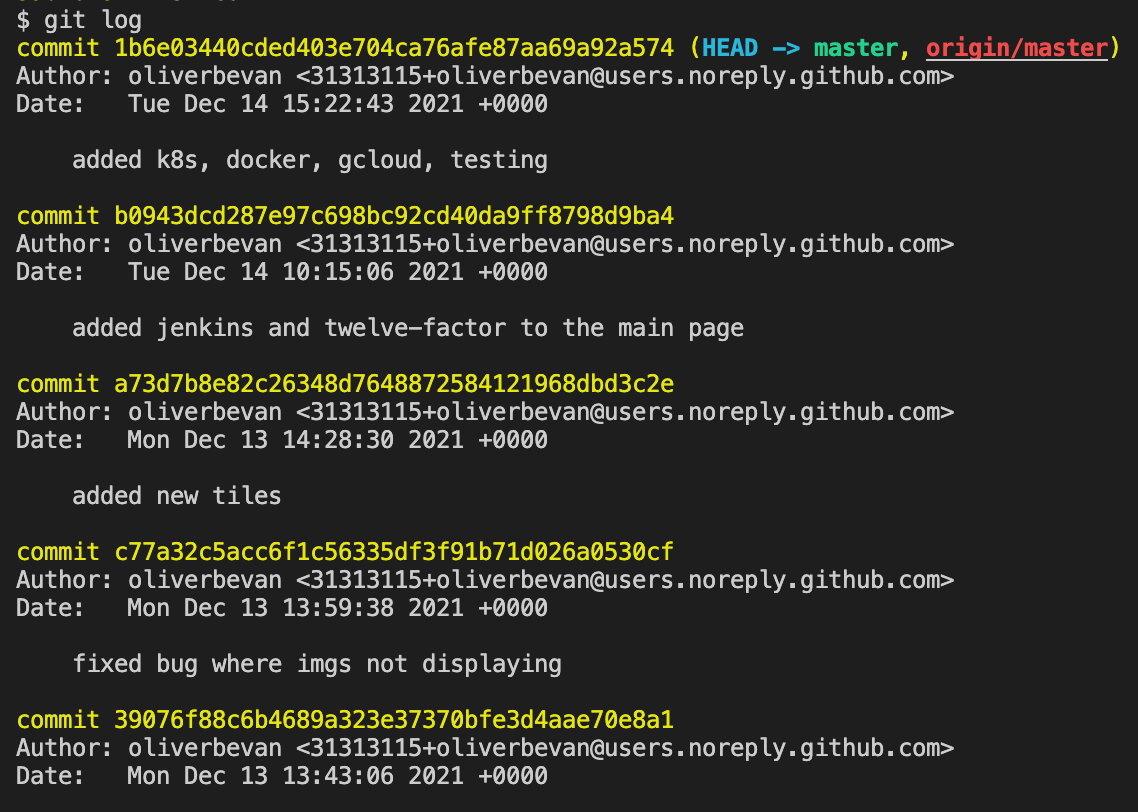 $ git log
commit 1b6e03440cded403e704ca76afe87aa69a92a574 (HEAD -> master, origin/master)
Author: oliverbevan <31313115+oliverbevan@users.noreply.github.com>
Date:   Tue Dec 14 15:22:43 2021 +0000
    added k8s, docker, gcloud, testing
commit b0943dcd287e97c698bc92cd40da9ff8798d9ba4
Author: oliverbevan <31313115+oliverbevan@users.noreply.github.com>
Date:   Tue Dec 14 10:15:06 2021 +0000
    added jenkins and twelve-factor to the main page
commit a73d7b8e82c26348d7648872584121968dbd3c2e
Author: oliverbevan <31313115+oliverbevan@users.noreply.github.com>
Date:   Mon Dec 13 14:28:30 2021 +0000
    added new tiles
commit c77a32c5acc6f1c56335df3f91b71d026a0530cf
Author: oliverbevan <31313115+oliverbevan@users.noreply.github.com>
Date:   Mon Dec 13 13:59:38 2021 +0000
    fixed bug where imgs not displaying
commit 39076f88c6b4689a323e37370bfe3d4aae70e8a1
Author: oliverbevan <31313115+oliverbevan@users.noreply.github.com>
Date:   Mon Dec 13 13:43:06 2021 +0000